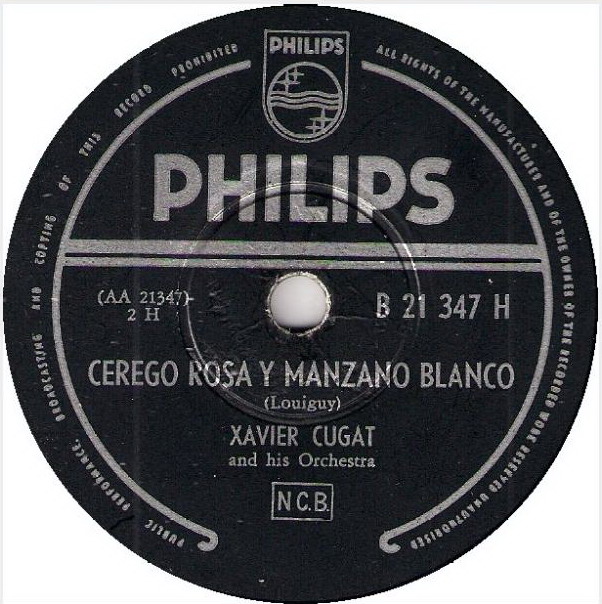 PHILIPS
ALL RIGHTS OF THE MANUFACTURER AND OF THE OWNER OF THE RECORDED WORK RESERVED UNAUTHORISED
PUBLIC PERFORMANCE, BROADCASTING AND COPYING OF THIS RECORD PROHIBITED
PHILIPS
(AA 21347)
2 H
B 21 347 H
CEREGO ROSA Y MANZANO BLANCO
(Louiguy)
XAVIER CUGAT
and his Orchestra
N C.B.